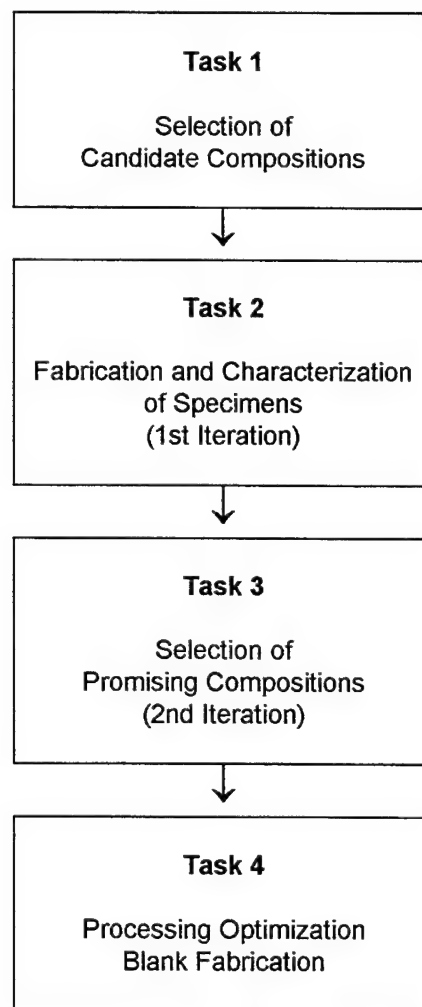 Task 1
Selection of
Candidate Compositions
Task 2
Fabrication and Characterization
of Specimens
(1st Iteration)
Task 3
Selection of
Promising Compositions
(2nd Iteration)
Task 4
Processing Optimization
Blank Fabrication